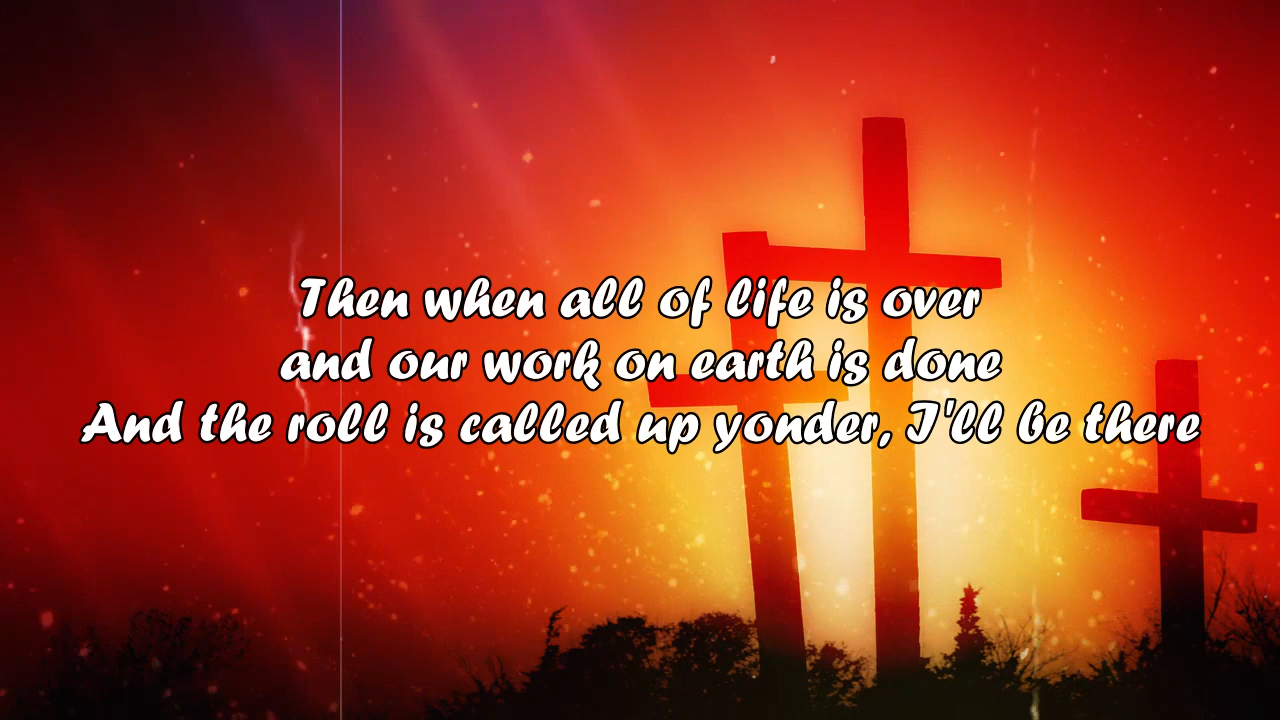 Then when all of life is over
and our work on earth is done
And the roll is called up yonder, I'll be there